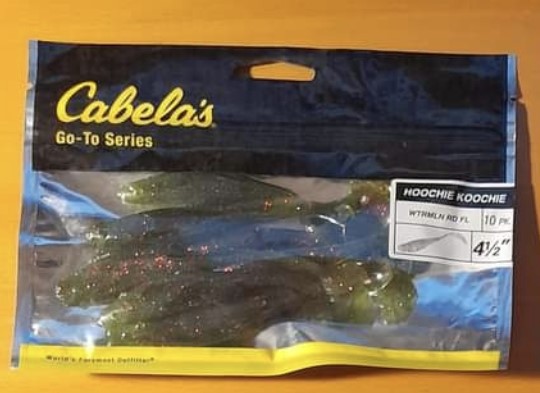 Cabela's
Go-To Series
HOOCHIE KOOCHIE
WTRMLN RD FL 10 PK
4½"
World's Foremost Outfitter®